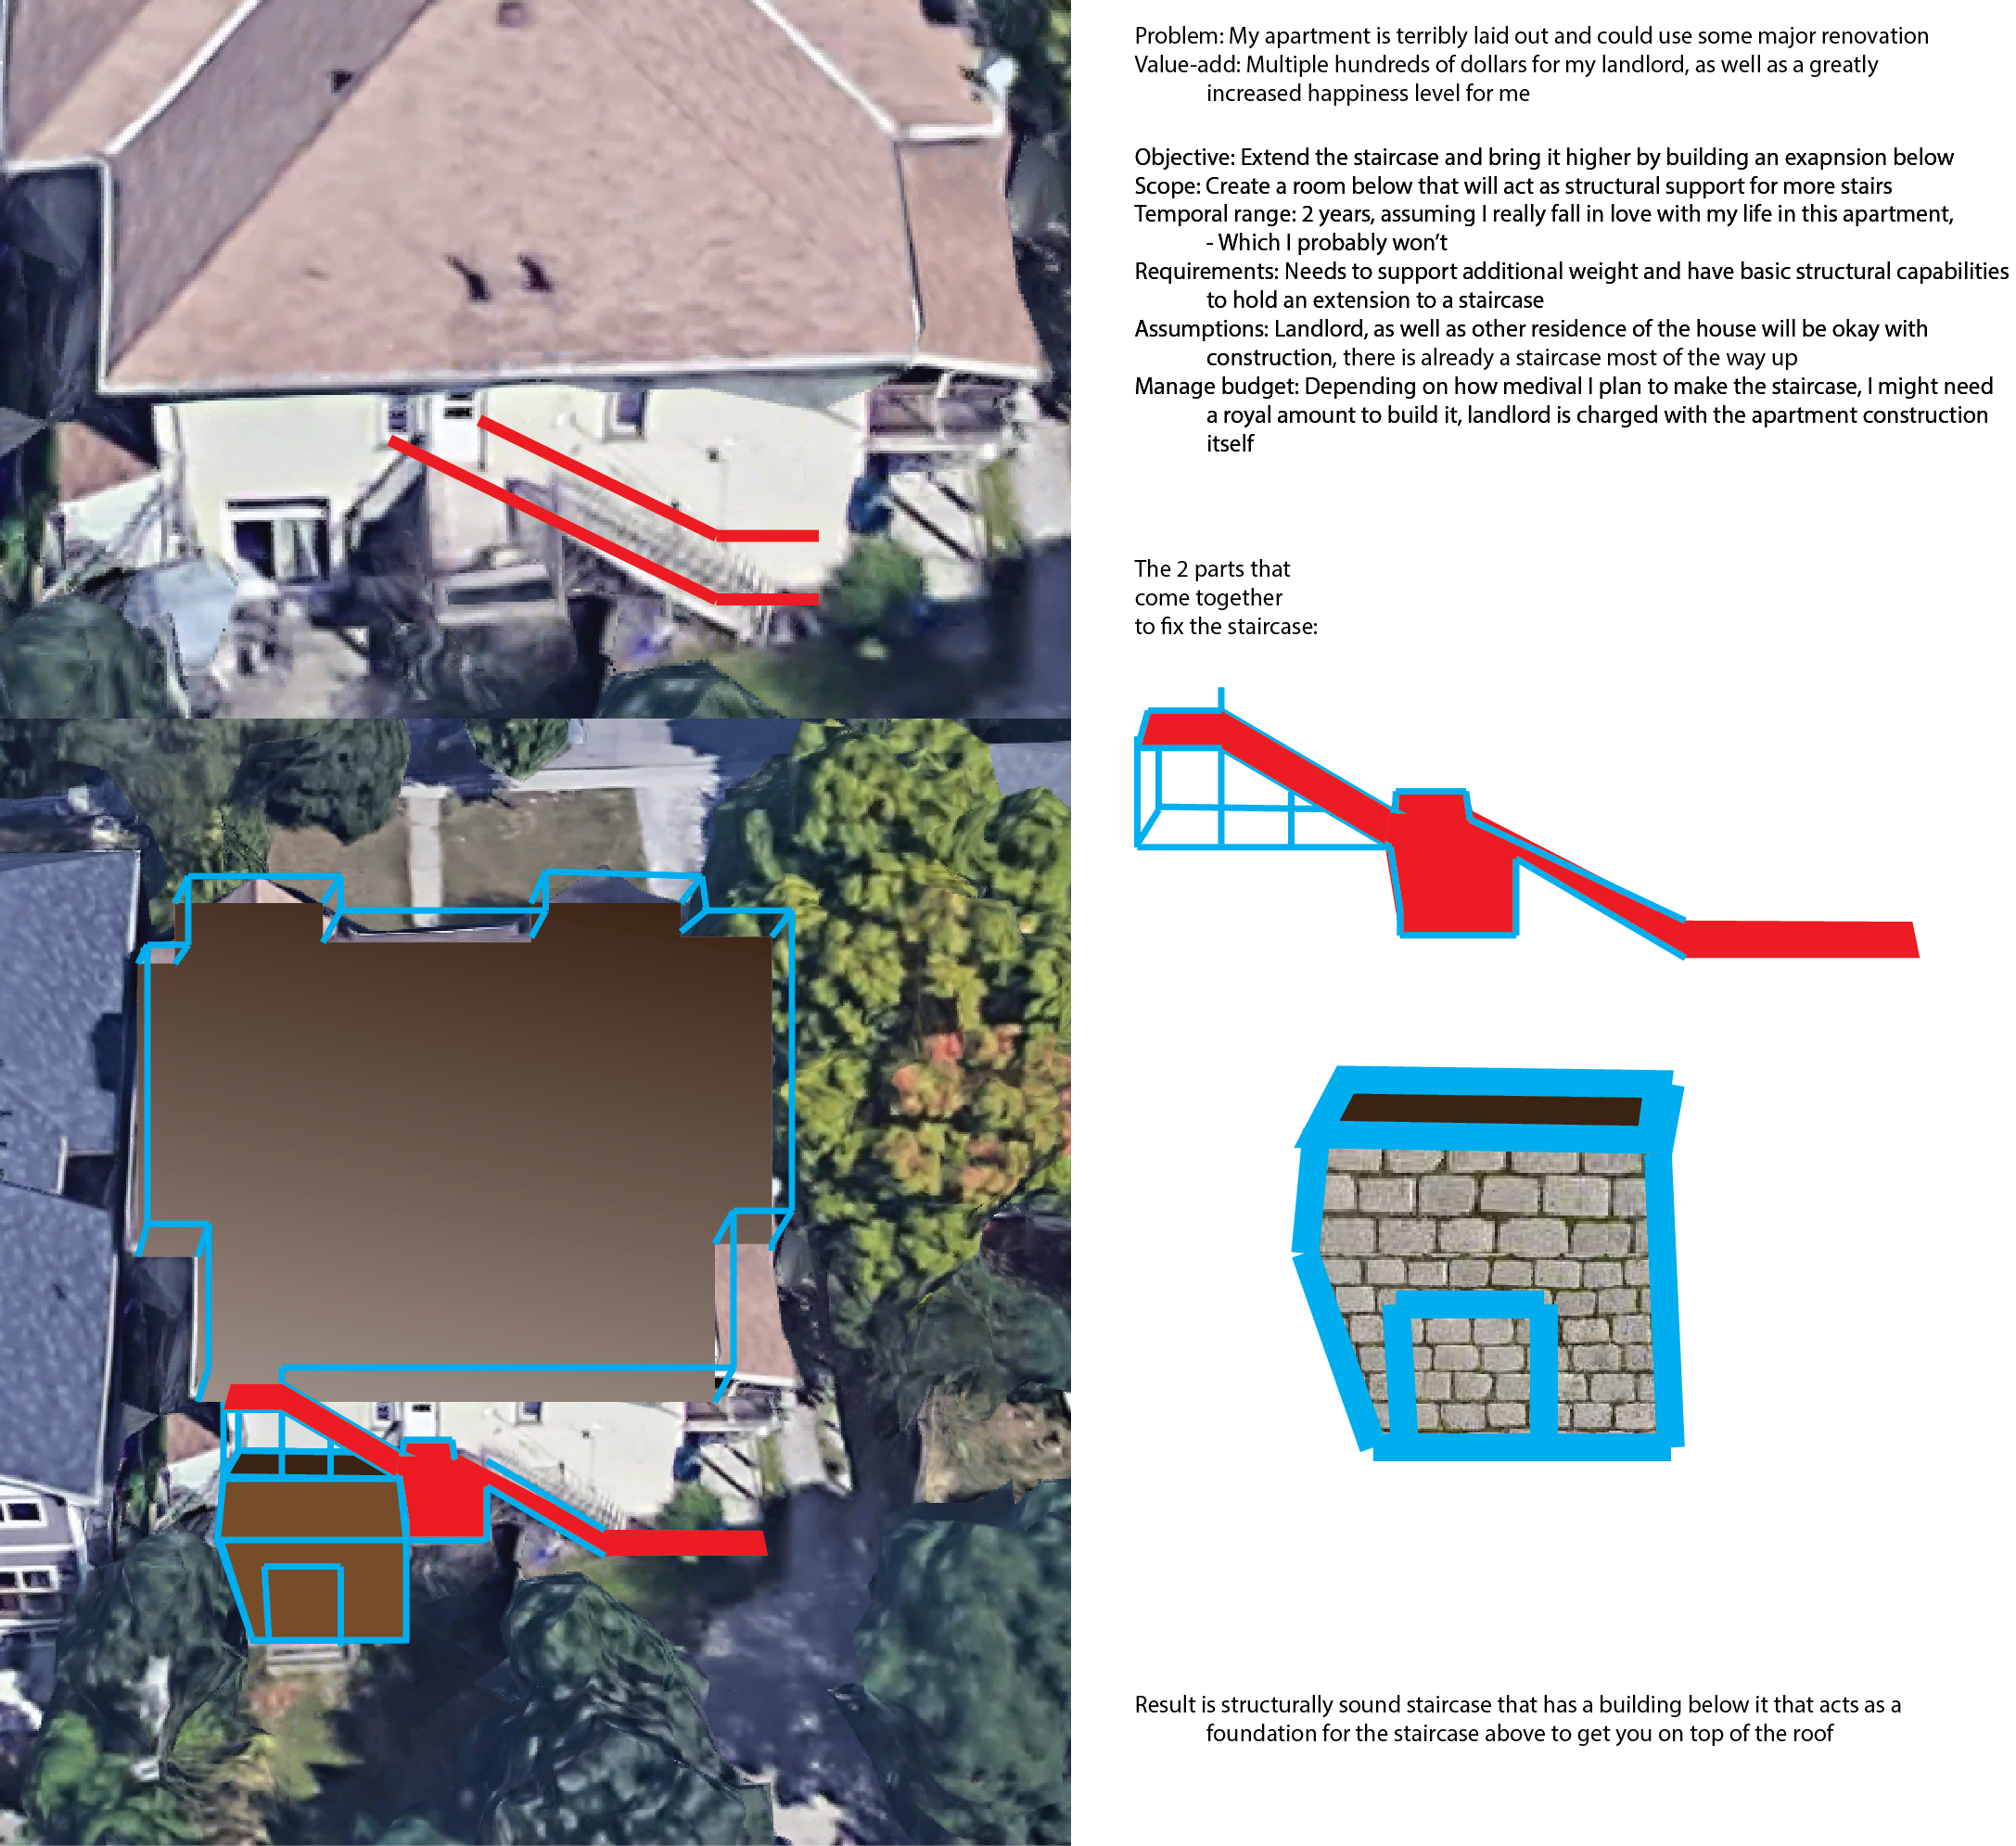 Problem: My apartment is terribly laid out and could use some major renovation
Value-add: Multiple hundreds of dollars for my landlord, as well as a greatly
increased happiness level for me
Objective: Extend the staircase and bring it higher by building an exapnsion below
Scope: Create a room below that will act as structural support for more stairs
Temporal range: 2 years, assuming I really fall in love with my life in this apartment,
- Which I probably won’t
Requirements: Needs to support additional weight and have basic structural capabilities
to hold an extension to a staircase
Assumptions: Landlord, as well as other residence of the house will be okay with
construction, there is already a staircase most of the way up
Manage budget: Depending on how medival I plan to make the staircase, I might need
a royal amount to build it, landlord is charged with the apartment construction
itself
The 2 parts that
come together
to fix the staircase:
Result is structurally sound staircase that has a building below it that acts as a
foundation for the staircase above to get you on top of the roof